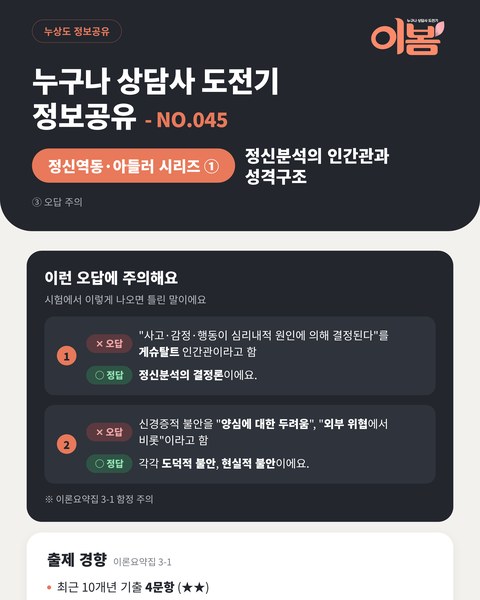 누상도 정보공유
누구나 상담사 도전기
이봄
누구나 상담사 도전기
정보공유 - NO.045
정신역동·아들러 시리즈 ①
정신분석의 인간관과
성격구조
③ 오답 주의
이런 오답에 주의해요
시험에서 이렇게 나오면 틀린 말이에요
1
× 오답
"사고·감정·행동이 심리내적 원인에 의해 결정된다"를
게슈탈트 인간관이라고 함
○ 정답
정신분석의 결정론이에요.
2
× 오답
신경증적 불안을 "양심에 대한 두려움", "외부 위협에서
비롯"이라고 함
○ 정답
각각 도덕적 불안, 현실적 불안이에요.
※ 이론요약집 3-1 함정 주의
출제 경향 이론요약집 3-1
• 최근 10개년 기출 4문항 (★★)